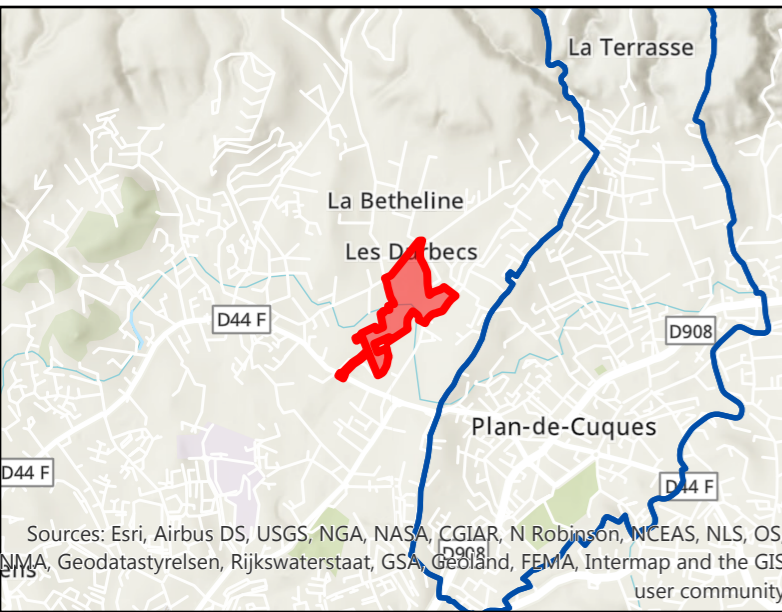 La Terrasse
La Betheline
Les Durbecs
D44 F
D908
Plan-de-Cuques
D44 F
D44 F
Sources: Esri, Airbus DS, USGS, NGA, NASA, CGIAR, N Robinson, NCEAS, NLS, OS,
NMA, Geodatastyrelsen, Rijkswaterstaat, GSA, Geoland, FEMA, Intermap and the GIS
user community
D908